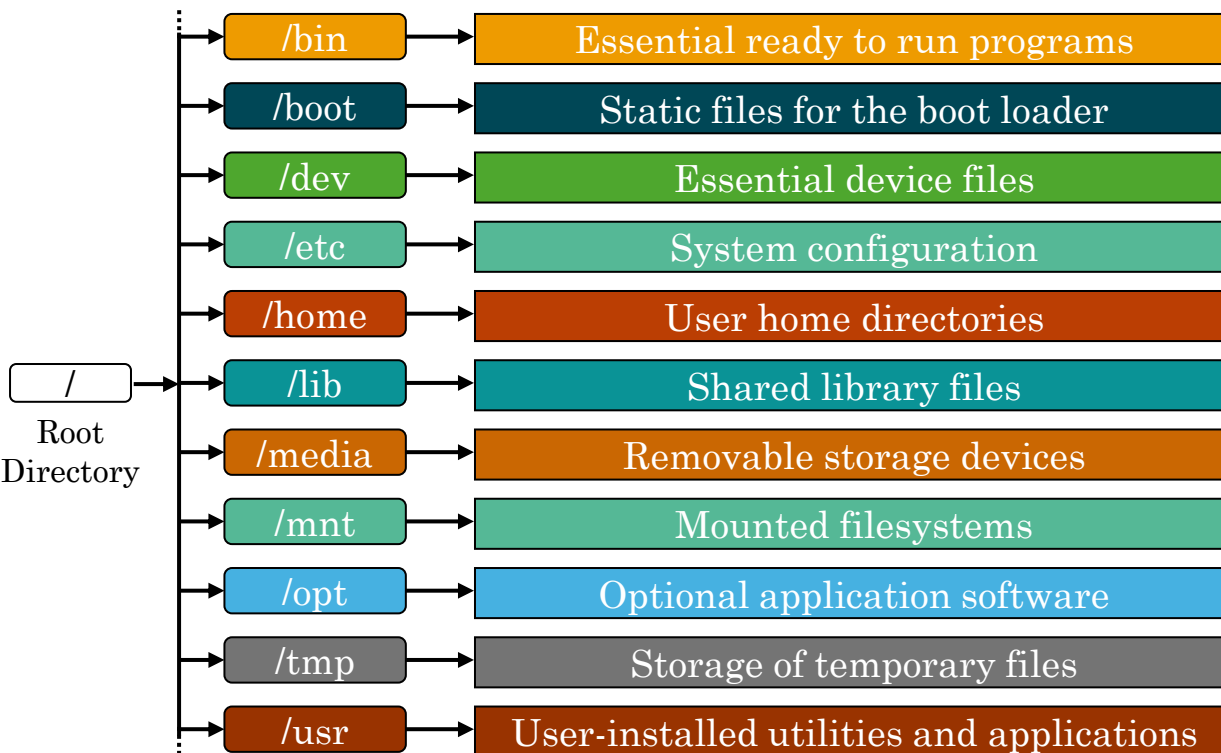 /bin Essential ready to run programs
/boot Static files for the boot loader
/dev Essential device files
/etc System configuration
/home User home directories
/ /lib Shared library files
Root
Directory
/media Removable storage devices
/mnt Mounted filesystems
/opt Optional application software
/tmp Storage of temporary files
/usr User-installed utilities and applications